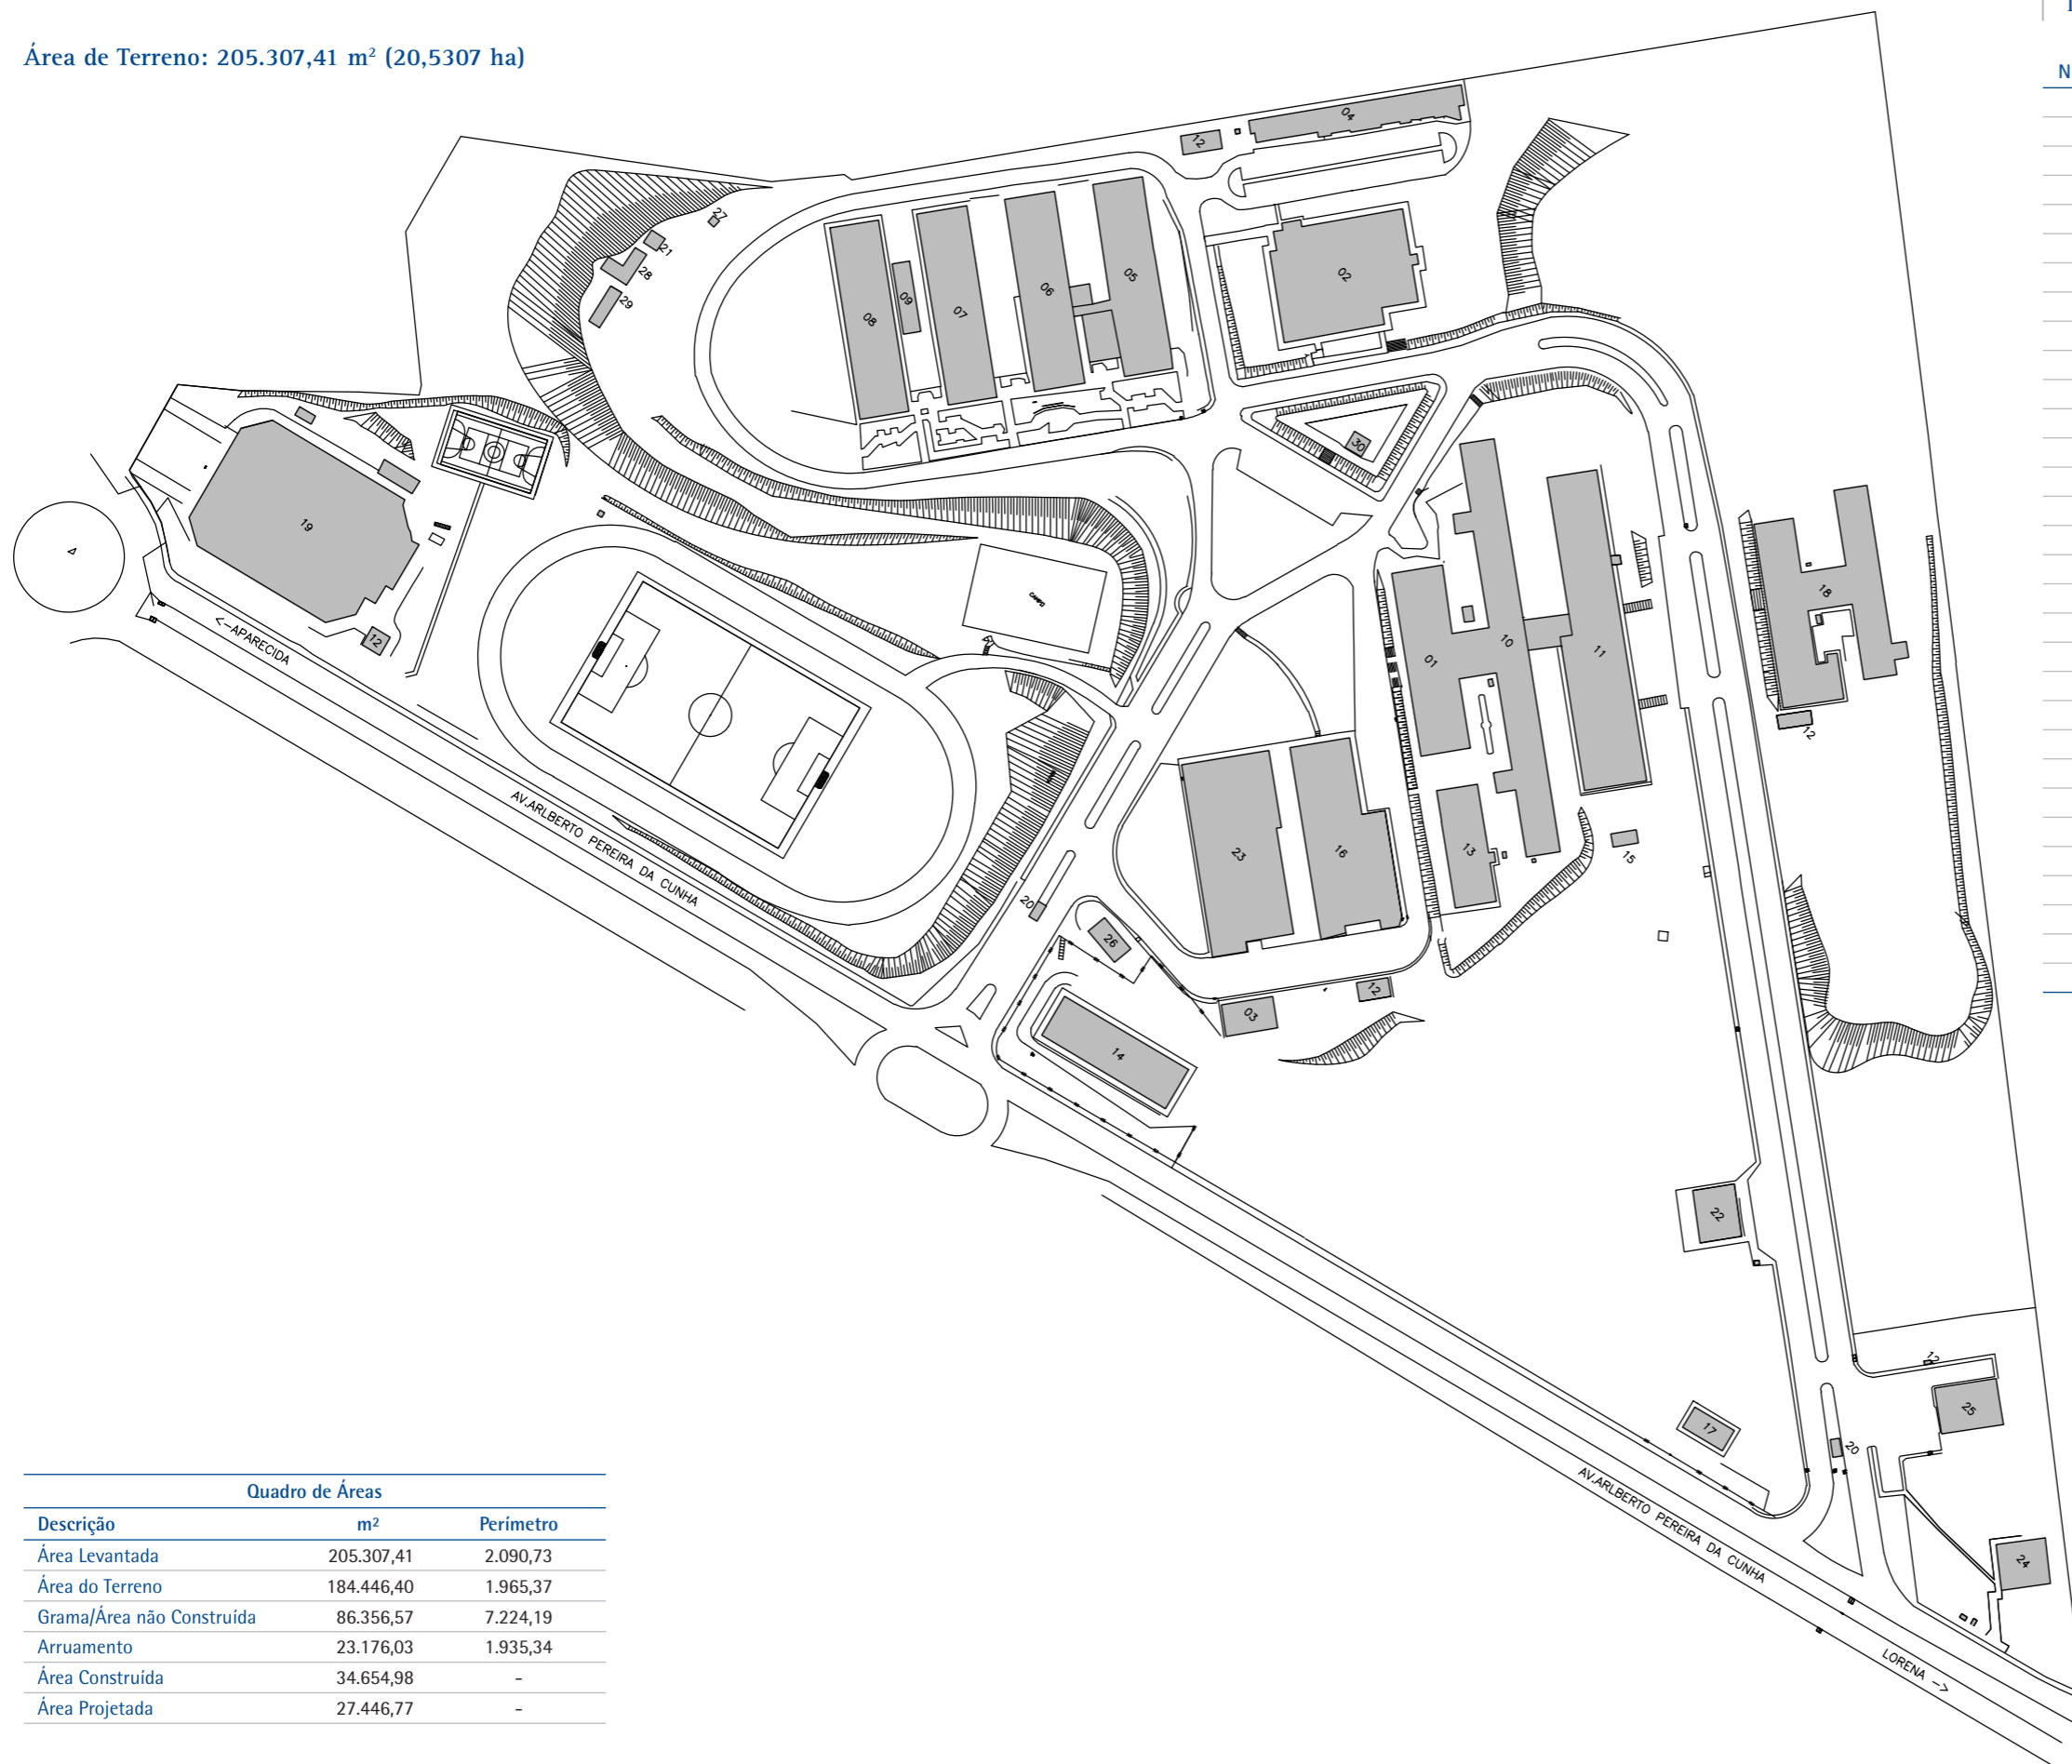 Área de Terreno: 205.307,41 m² (20,5307 ha)
N
04
12
27
21
28
29
05
06
07
08
09
02
30
19
12
<--APARECIDA
CAMPO
18
10
01
11
12
AV.ARLBERTO PEREIRA DA CUNHA
23
16
13
15
20
26
12
03
14
22
12
25
17
20
AV.ARLBERTO PEREIRA DA CUNHA
24
LORENA -->
Quadro de Áreas
Descrição m² Perímetro
Área Levantada 205.307,41 2.090,73
Área do Terreno 184.446,40 1.965,37
Grama/Área não Construída 86.356,57 7.224,19
Arruamento 23.176,03 1.935,34
Área Construída 34.654,98 -
Área Projetada 27.446,77 -